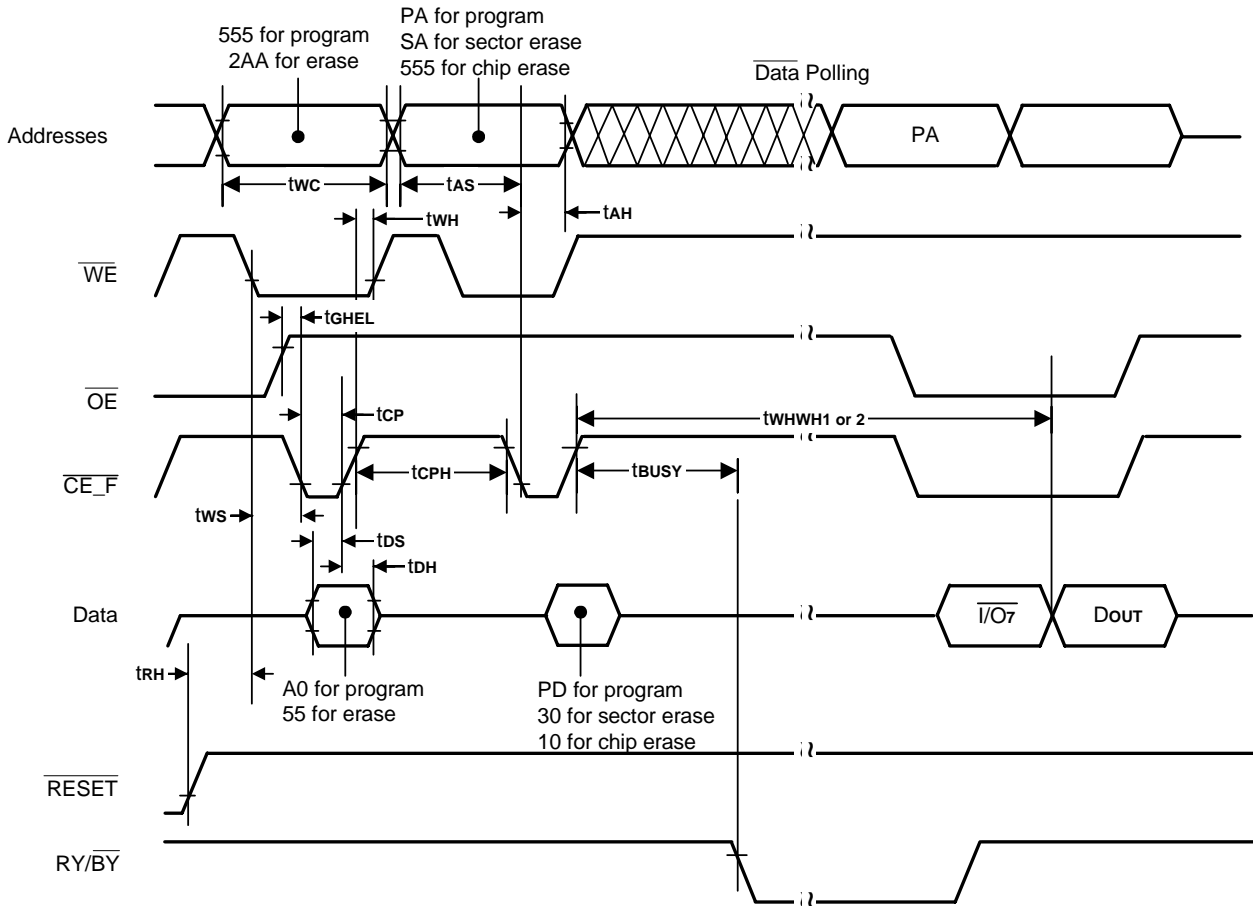 555 for program
2AA for erase
PA for program
SA for sector erase
555 for chip erase
Data Polling
Addresses
PA
tWC
tAS
tWH
tAH
WE
tGHEL
OE
tCP
tWHWH1 or 2
CE_F
tCPH
tBUSY
tWS
tDS
tDH
Data
I/O7
DOUT
tRH
A0 for program
55 for erase
PD for program
30 for sector erase
10 for chip erase
RESET
RY/BY